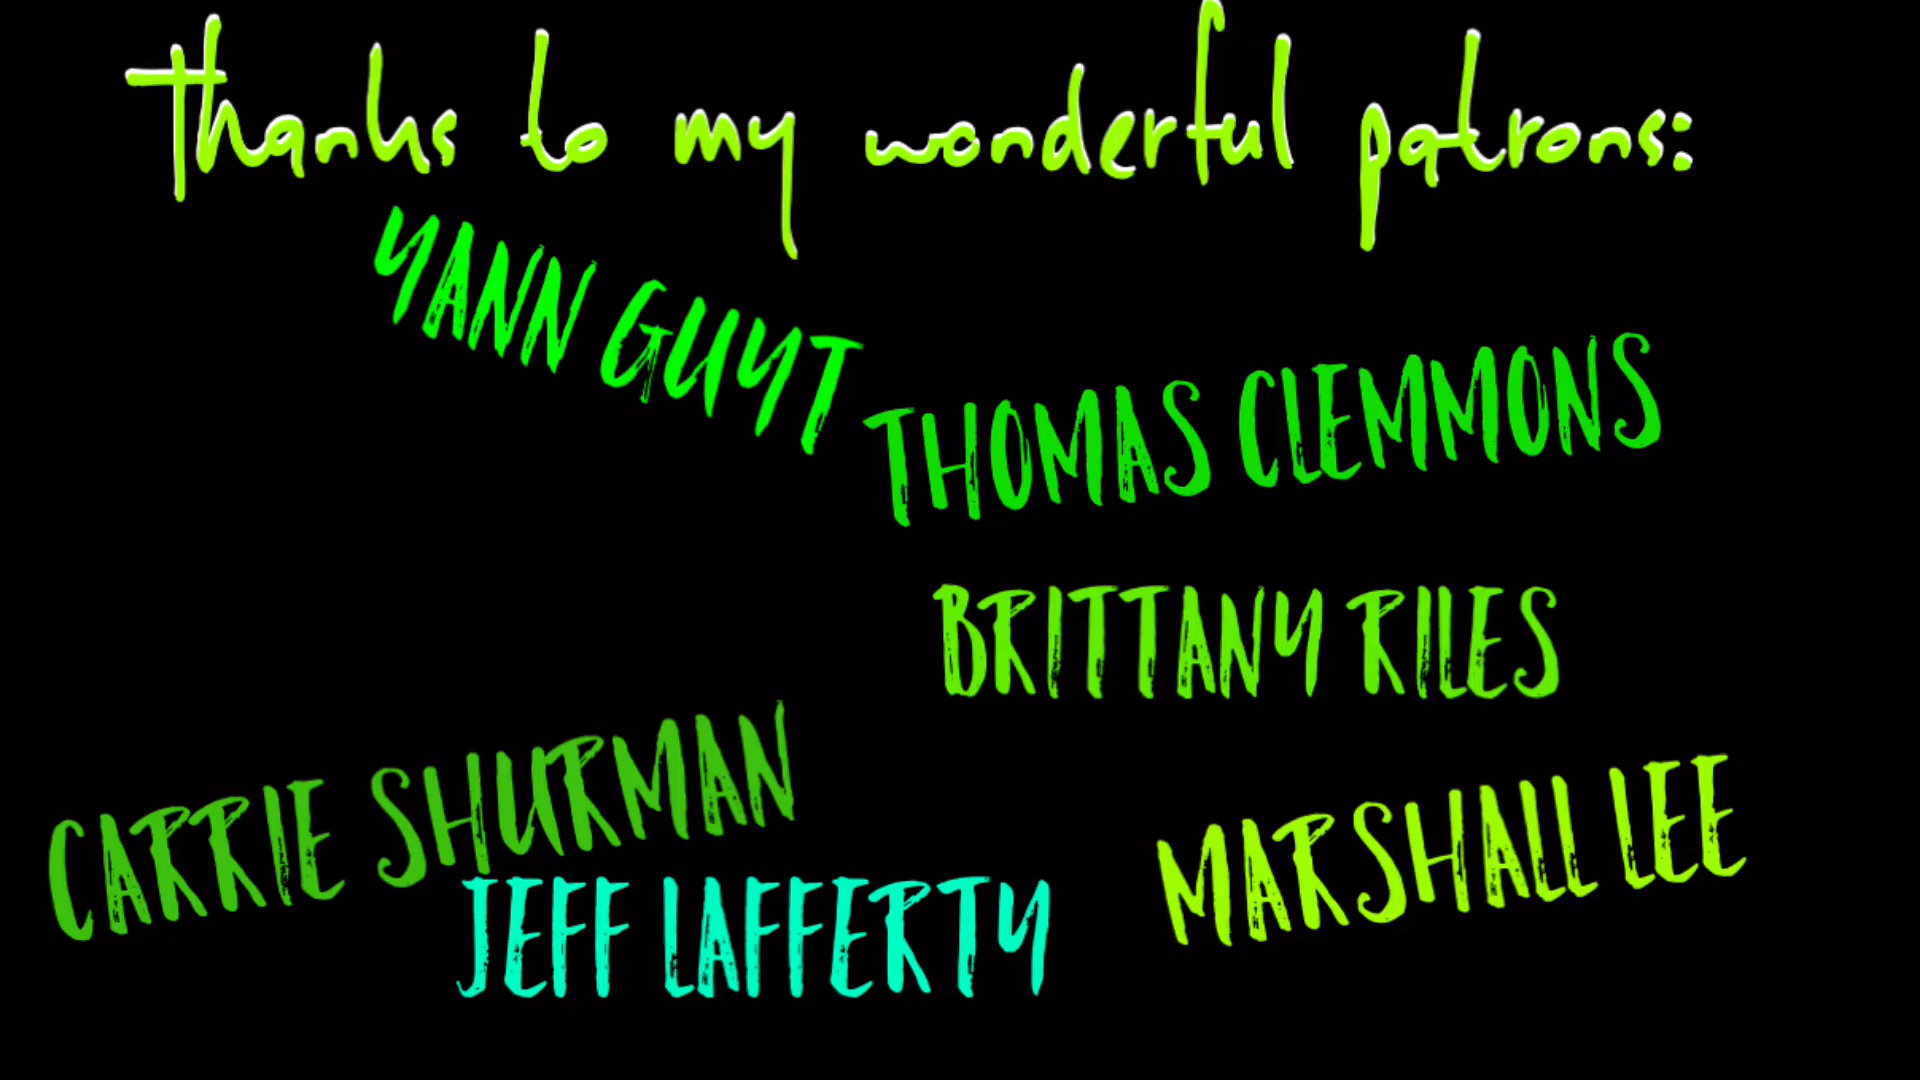 Thanks to my wonderful patrons:
YANN GUYT
THOMAS CLEMMONS
BRITTANY RILES
CARRIE SHURMAN
MARSHALL LEE
JEFF LAFFERTY